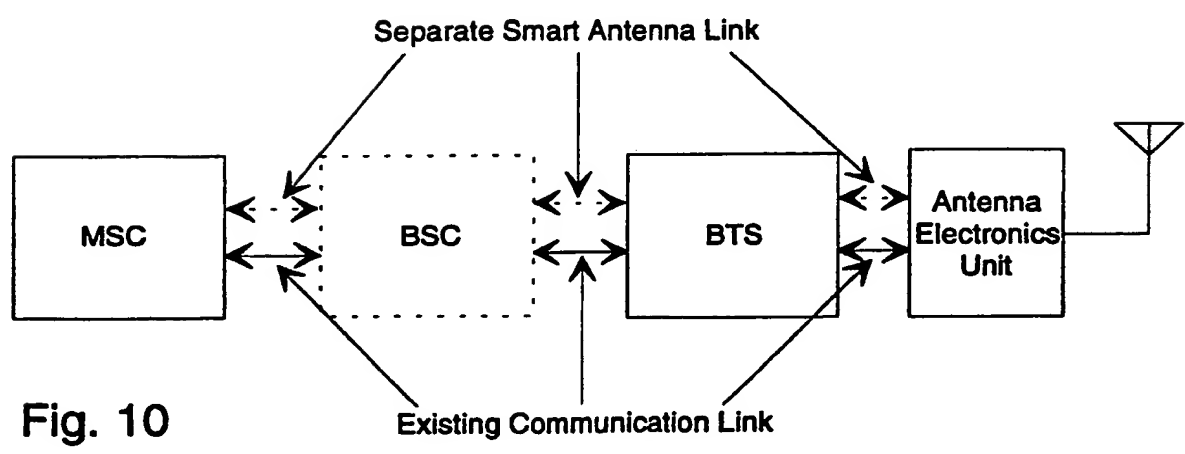 Separate Smart Antenna Link
MSC
BSC
BTS
Antenna
Electronics
Unit
Existing Communication Link
Fig. 10